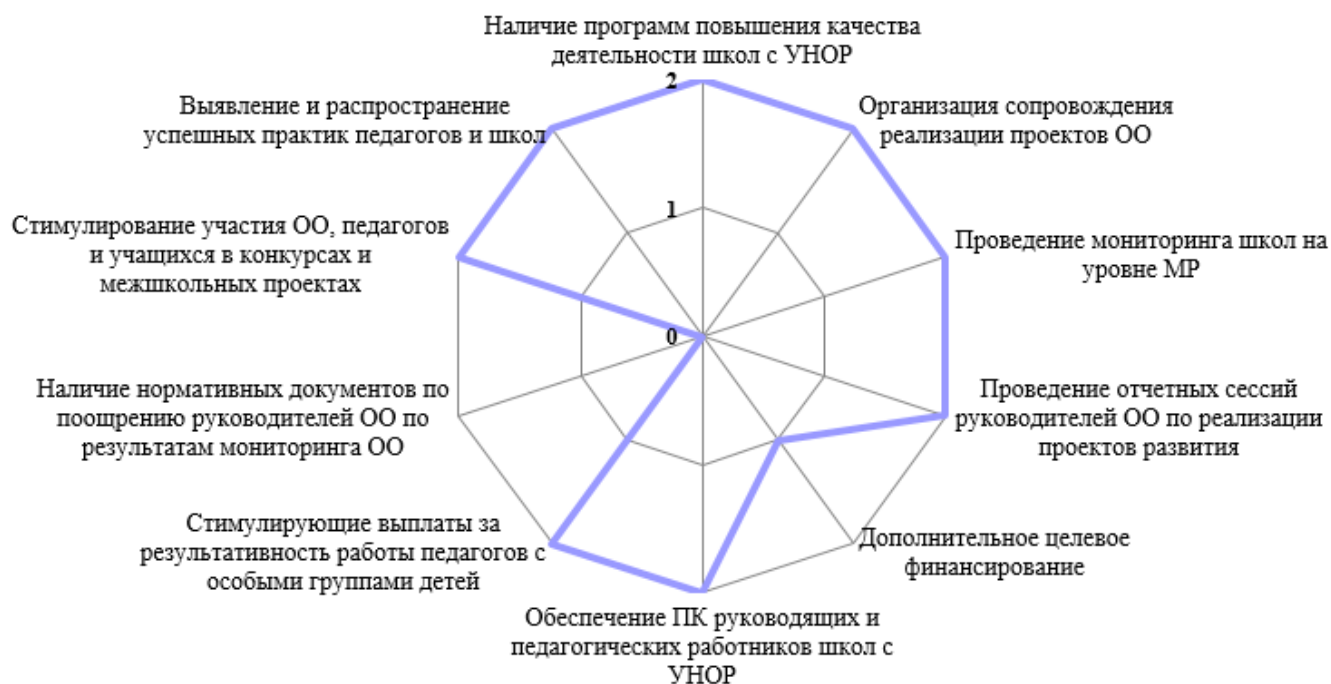 Наличие программ повышения качества
деятельности школ с УНОР
Организация сопровождения
реализации проектов ОО
Проведение мониторинга школ на
уровне МР
Проведение отчетных сессий
руководителей ОО по реализации
проектов развития
Дополнительное целевое
финансирование
Обеспечение ПК руководящих и
педагогических работников школ с
УНОР
Стимулирующие выплаты за
результативность работы педагогов с
особыми группами детей
Наличие нормативных документов по
поощрению руководителей ОО по
результатам мониторинга ОО
Стимулирование участия ОО, педагогов
и учащихся в конкурсах и
межшкольных проектах
Выявление и распространение
успешных практик педагогов и школ
2
1
0